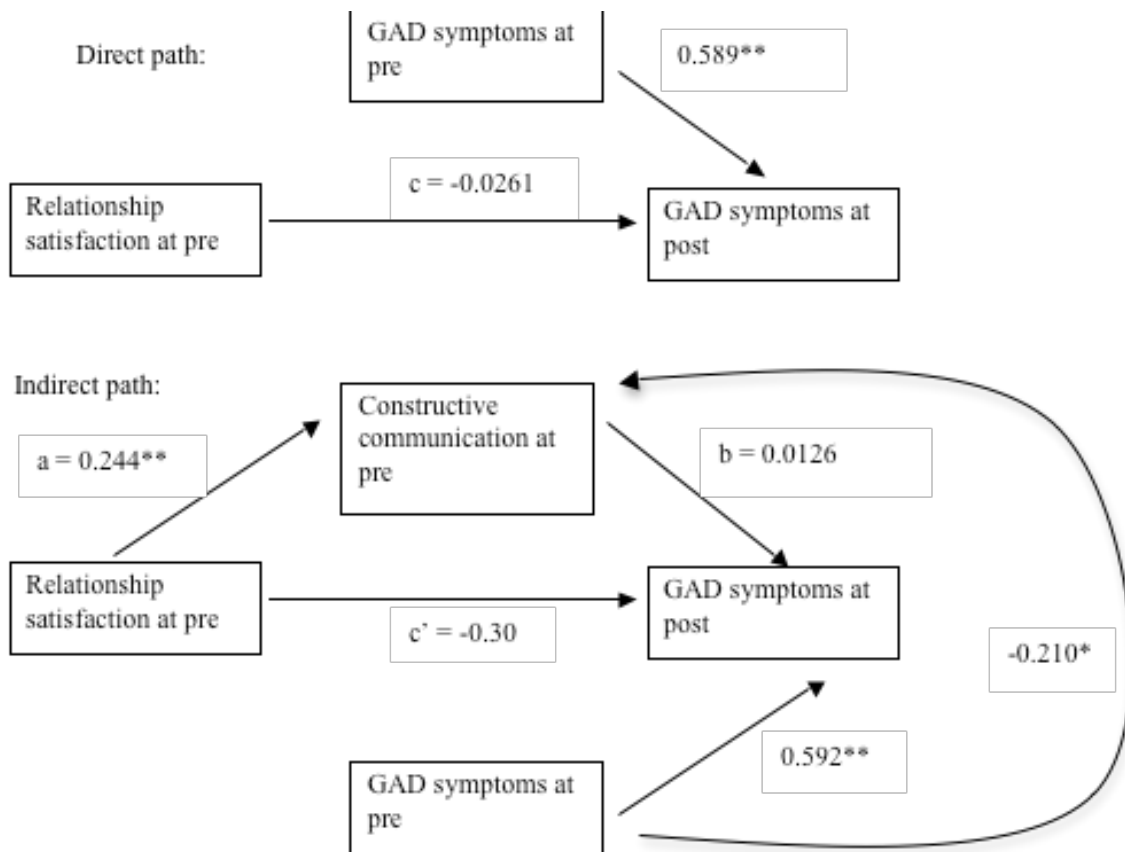 GAD symptoms at
pre
Direct path:
0.589**
c = -0.0261
Relationship
satisfaction at pre
GAD symptoms at
post
Indirect path:
Constructive
communication at
pre
a = 0.244**
b = 0.0126
Relationship
satisfaction at pre
GAD symptoms at
post
c’ = -0.30
-0.210*
0.592**
GAD symptoms at
pre